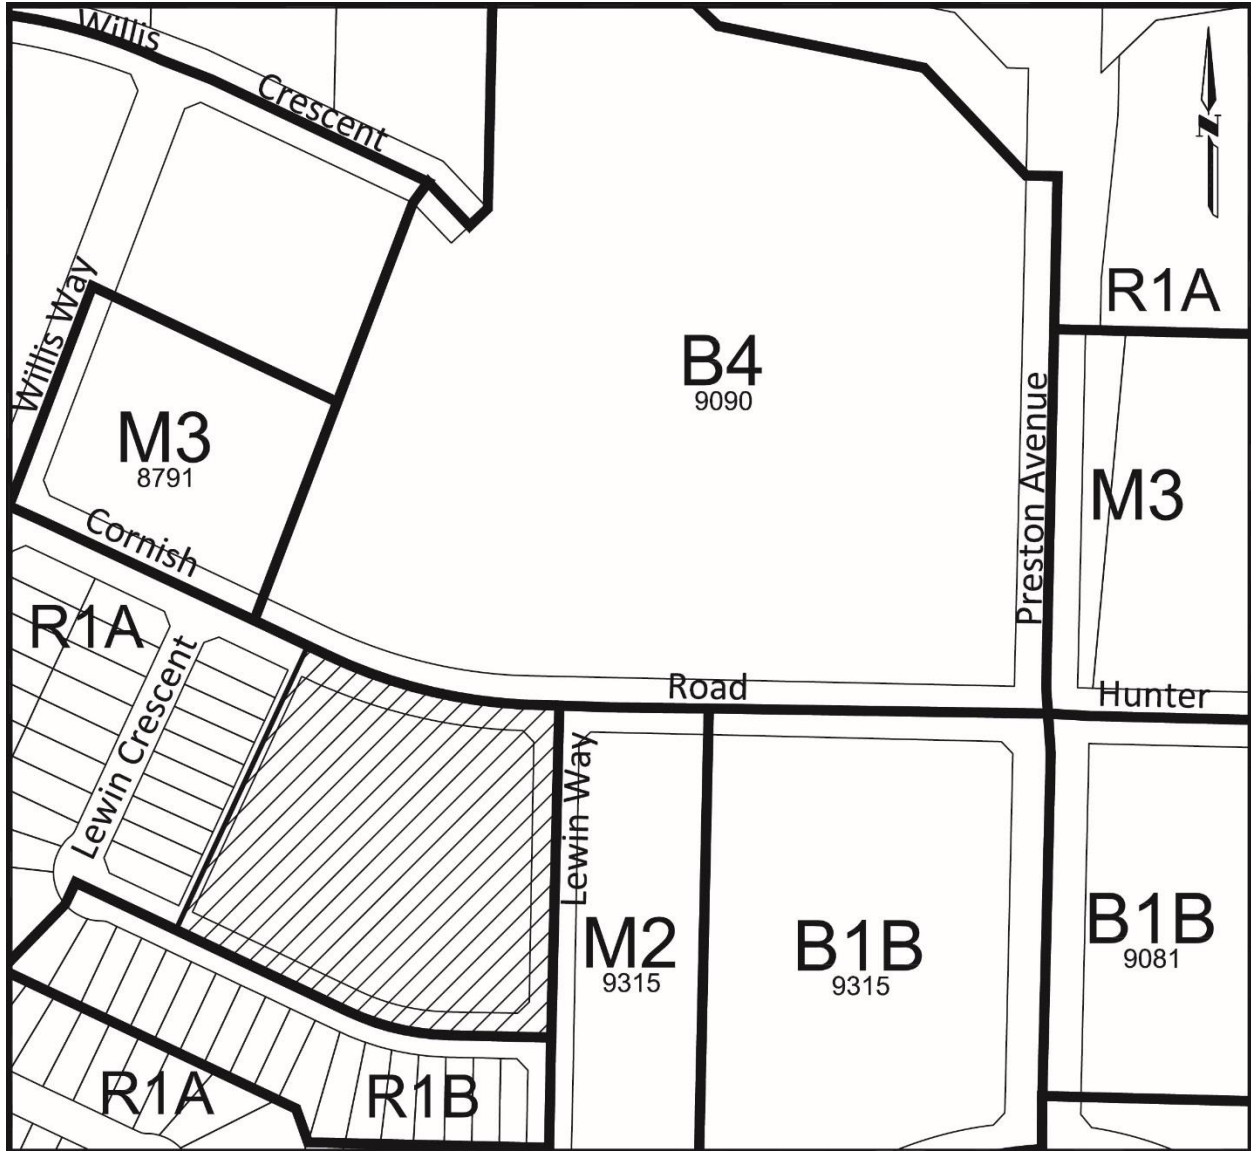 Willis
Crescent
N
R1A
Willis Way
B4
9090
Preston Avenue
M3
8791
M3
Cornish
R1A
Lewin Crescent
Road
Hunter
Lewin Way
M2
9315
B1B
9315
B1B
9081
R1A
R1B